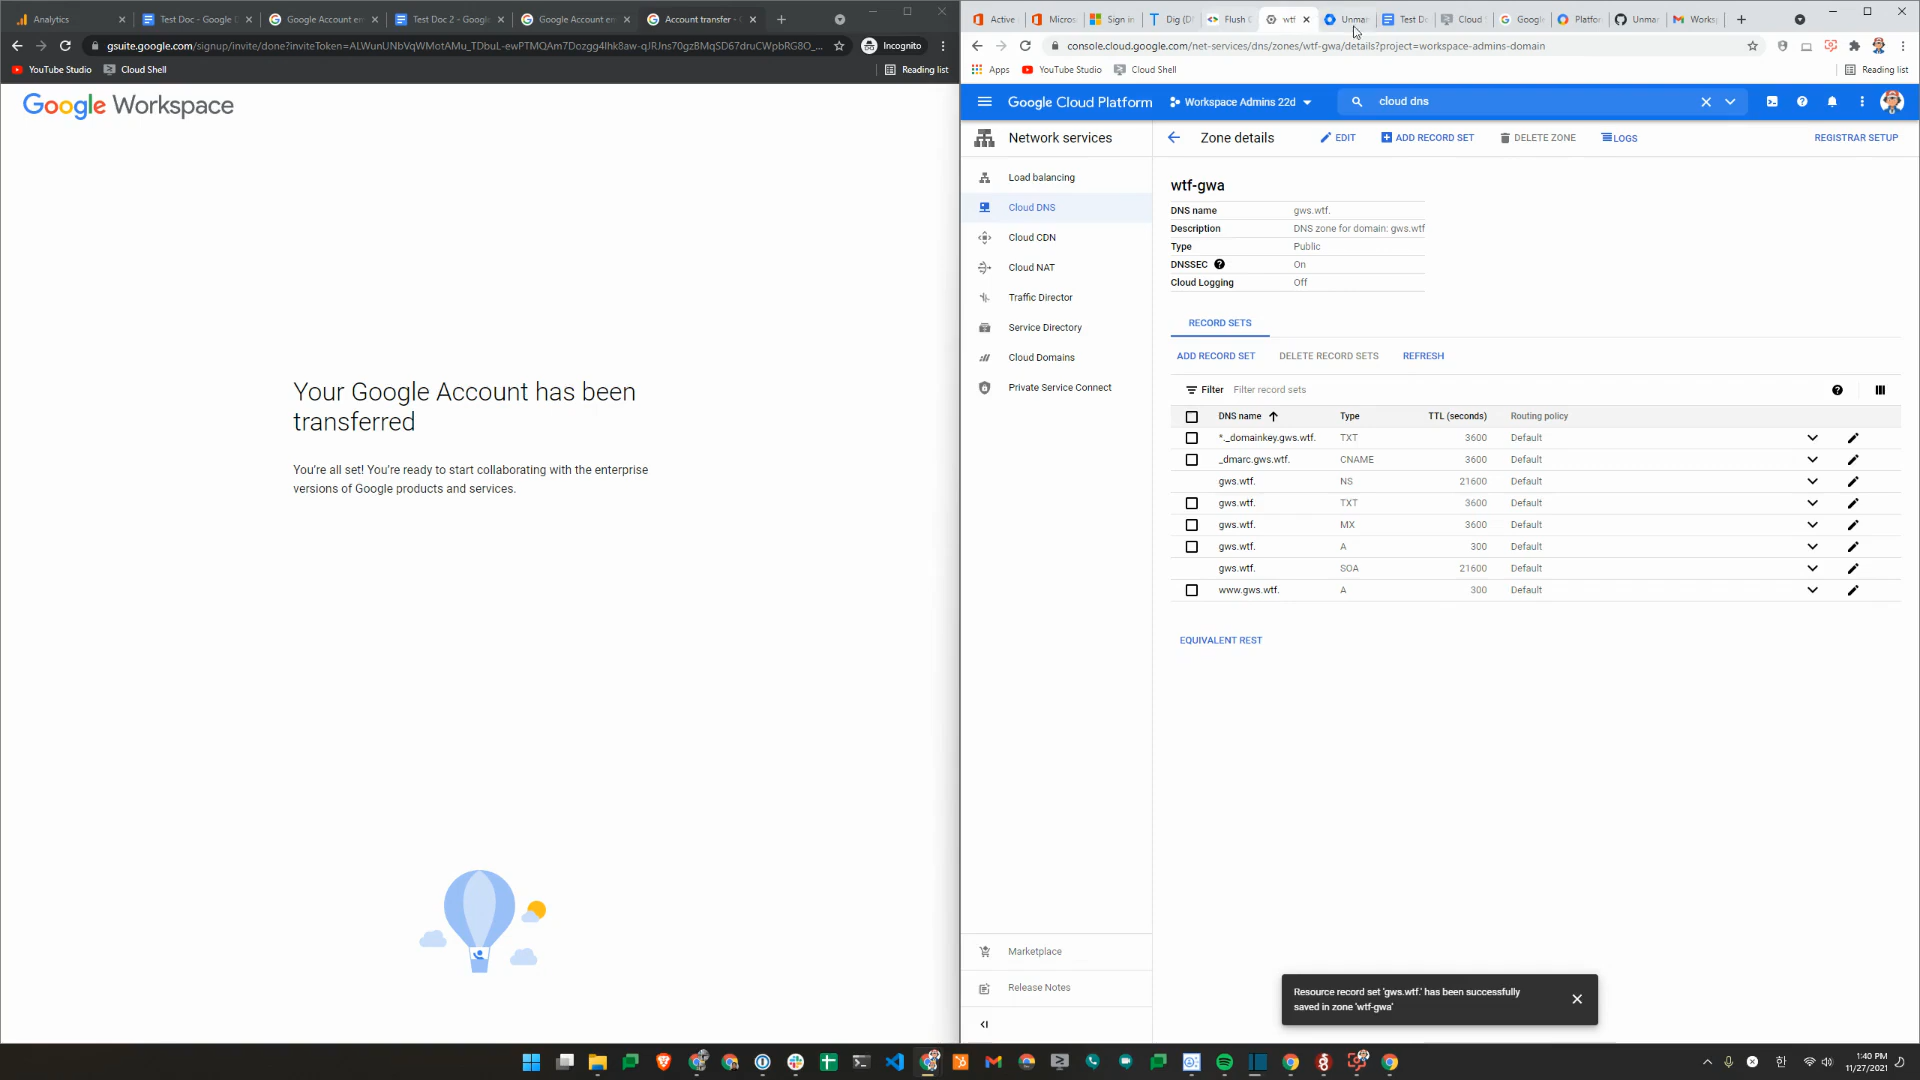 Analytics
Test Doc - Google D
Google Account em
Test Doc 2 - Google
Google Account em
Account transfer -
gsuite.google.com/signup/invite/done?inviteToken=
Incognito
YouTube Studio
Cloud Shell
Reading list
Google Workspace
Your Google Account has been
transferred
You're all set! You're ready to start collaborating with the enterprise
versions of Google products and services.
Active
Micros
Sign in
Dig (D
Flush
wtf
Unmar
Test Do
Cloud
Google
Platfor
Unmar
Works
console.cloud.google.com/net-services/dns/zones/wtf-gwa/details?project=workspace-admins-domain
Apps
YouTube Studio
Cloud Shell
Reading list
Google Cloud Platform
Workspace Admins 22d
cloud dns
Network services
Zone details
EDIT
ADD RECORD SET
DELETE ZONE
LOGS
REGISTRAR SETUP
Load balancing
Cloud DNS
Cloud CDN
Cloud NAT
Traffic Director
Service Directory
Cloud Domains
Private Service Connect
Marketplace
Release Notes
wtf-gwa
DNS name gws.wtf.
Description DNS zone for domain: gws.wtf
Type Public
DNSSEC On
Cloud Logging Off
RECORD SETS
ADD RECORD SET DELETE RECORD SETS REFRESH
Filter Filter record sets
DNS name Type TTL (seconds) Routing policy
*._domainkey.gws.wtf. TXT 3600 Default
_dmarc.gws.wtf. CNAME 3600 Default
gws.wtf. NS 21600 Default
gws.wtf. TXT 3600 Default
gws.wtf. MX 3600 Default
gws.wtf. A 300 Default
gws.wtf. SOA 21600 Default
www.gws.wtf. A 300 Default
EQUIVALENT REST
Resource record set 'gws.wtf.' has been successfully
saved in zone 'wtf-gwa'
한
1:40 PM
11/27/2021